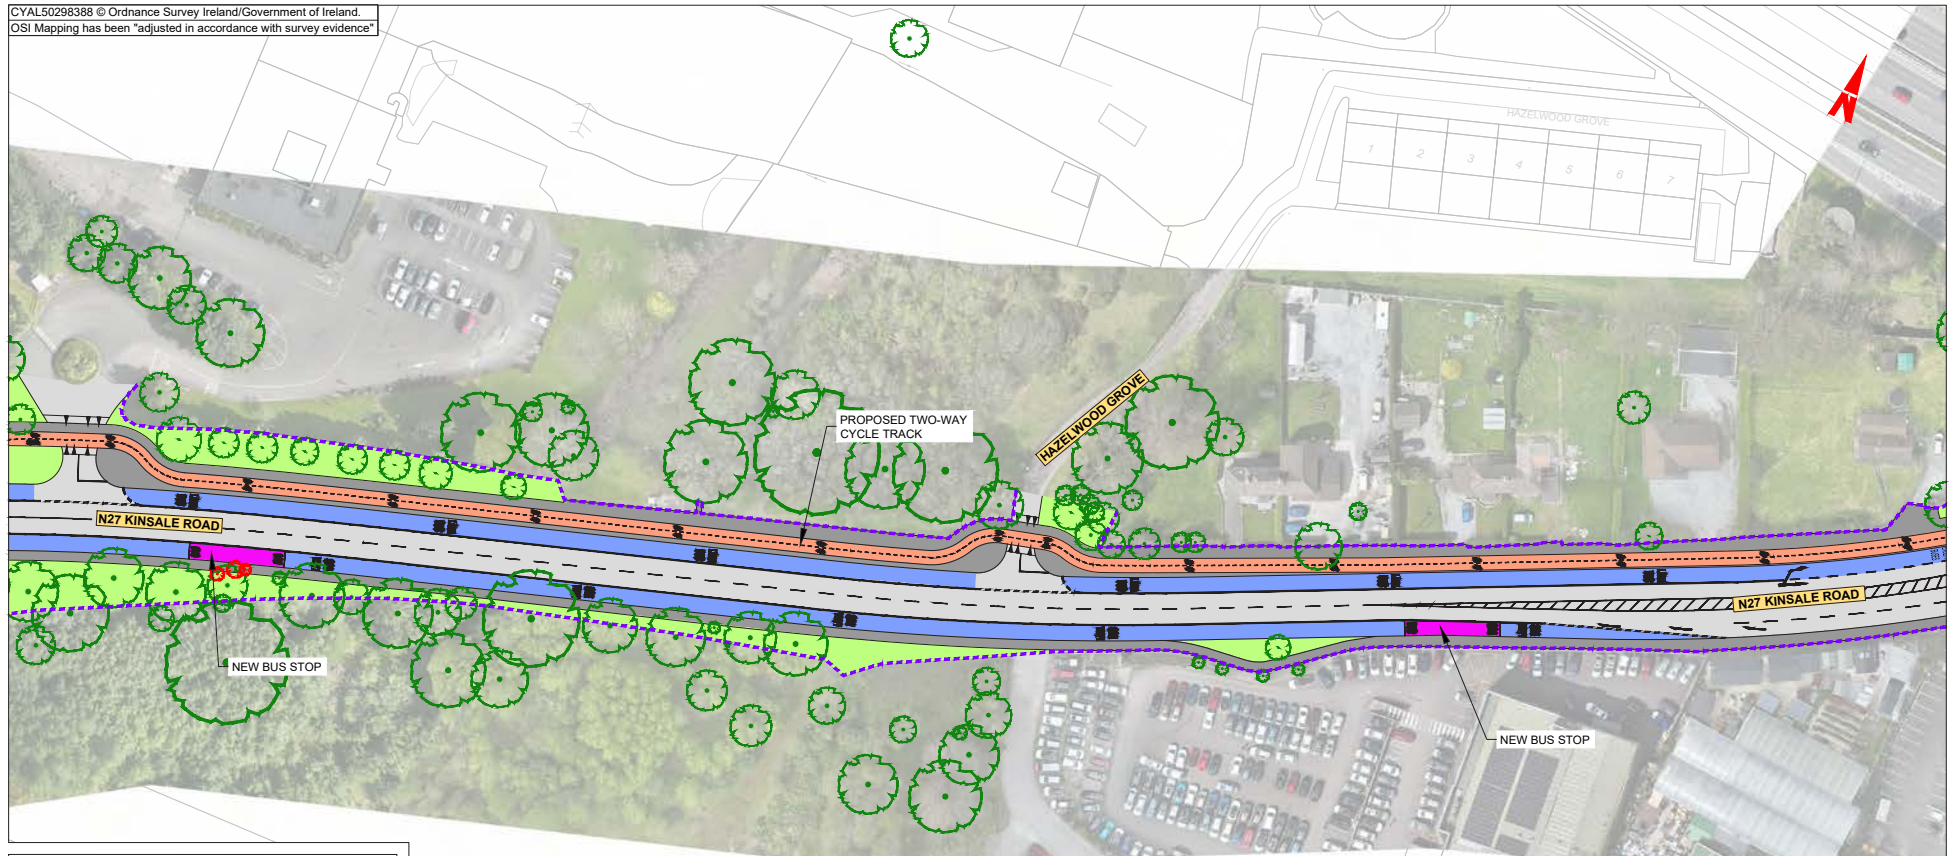 CYAL50298388 © Ordnance Survey Ireland/Government of Ireland.
OSI Mapping has been "adjusted in accordance with survey evidence"
N
HAZELWOOD GROVE
1 2 3 4 5 6 7
HAZELWOOD GROVE
PROPOSED TWO-WAY
CYCLE TRACK
N27 KINSALE ROAD
N27 KINSALE ROAD
NEW BUS STOP
NEW BUS STOP